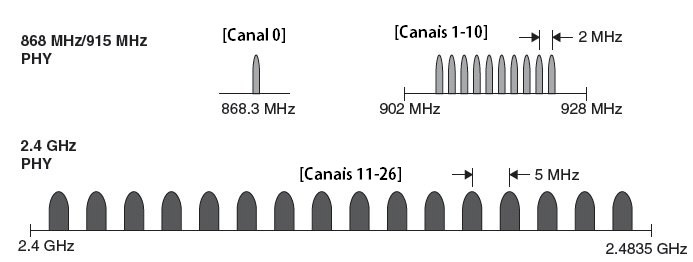 868 MHz/915 MHz
PHY
[Canal 0]
868.3 MHz
[Canais 1-10]
2 MHz
902 MHz
928 MHz
2.4 GHz
PHY
[Canais 11-26]
5 MHz
2.4 GHz
2.4835 GHz